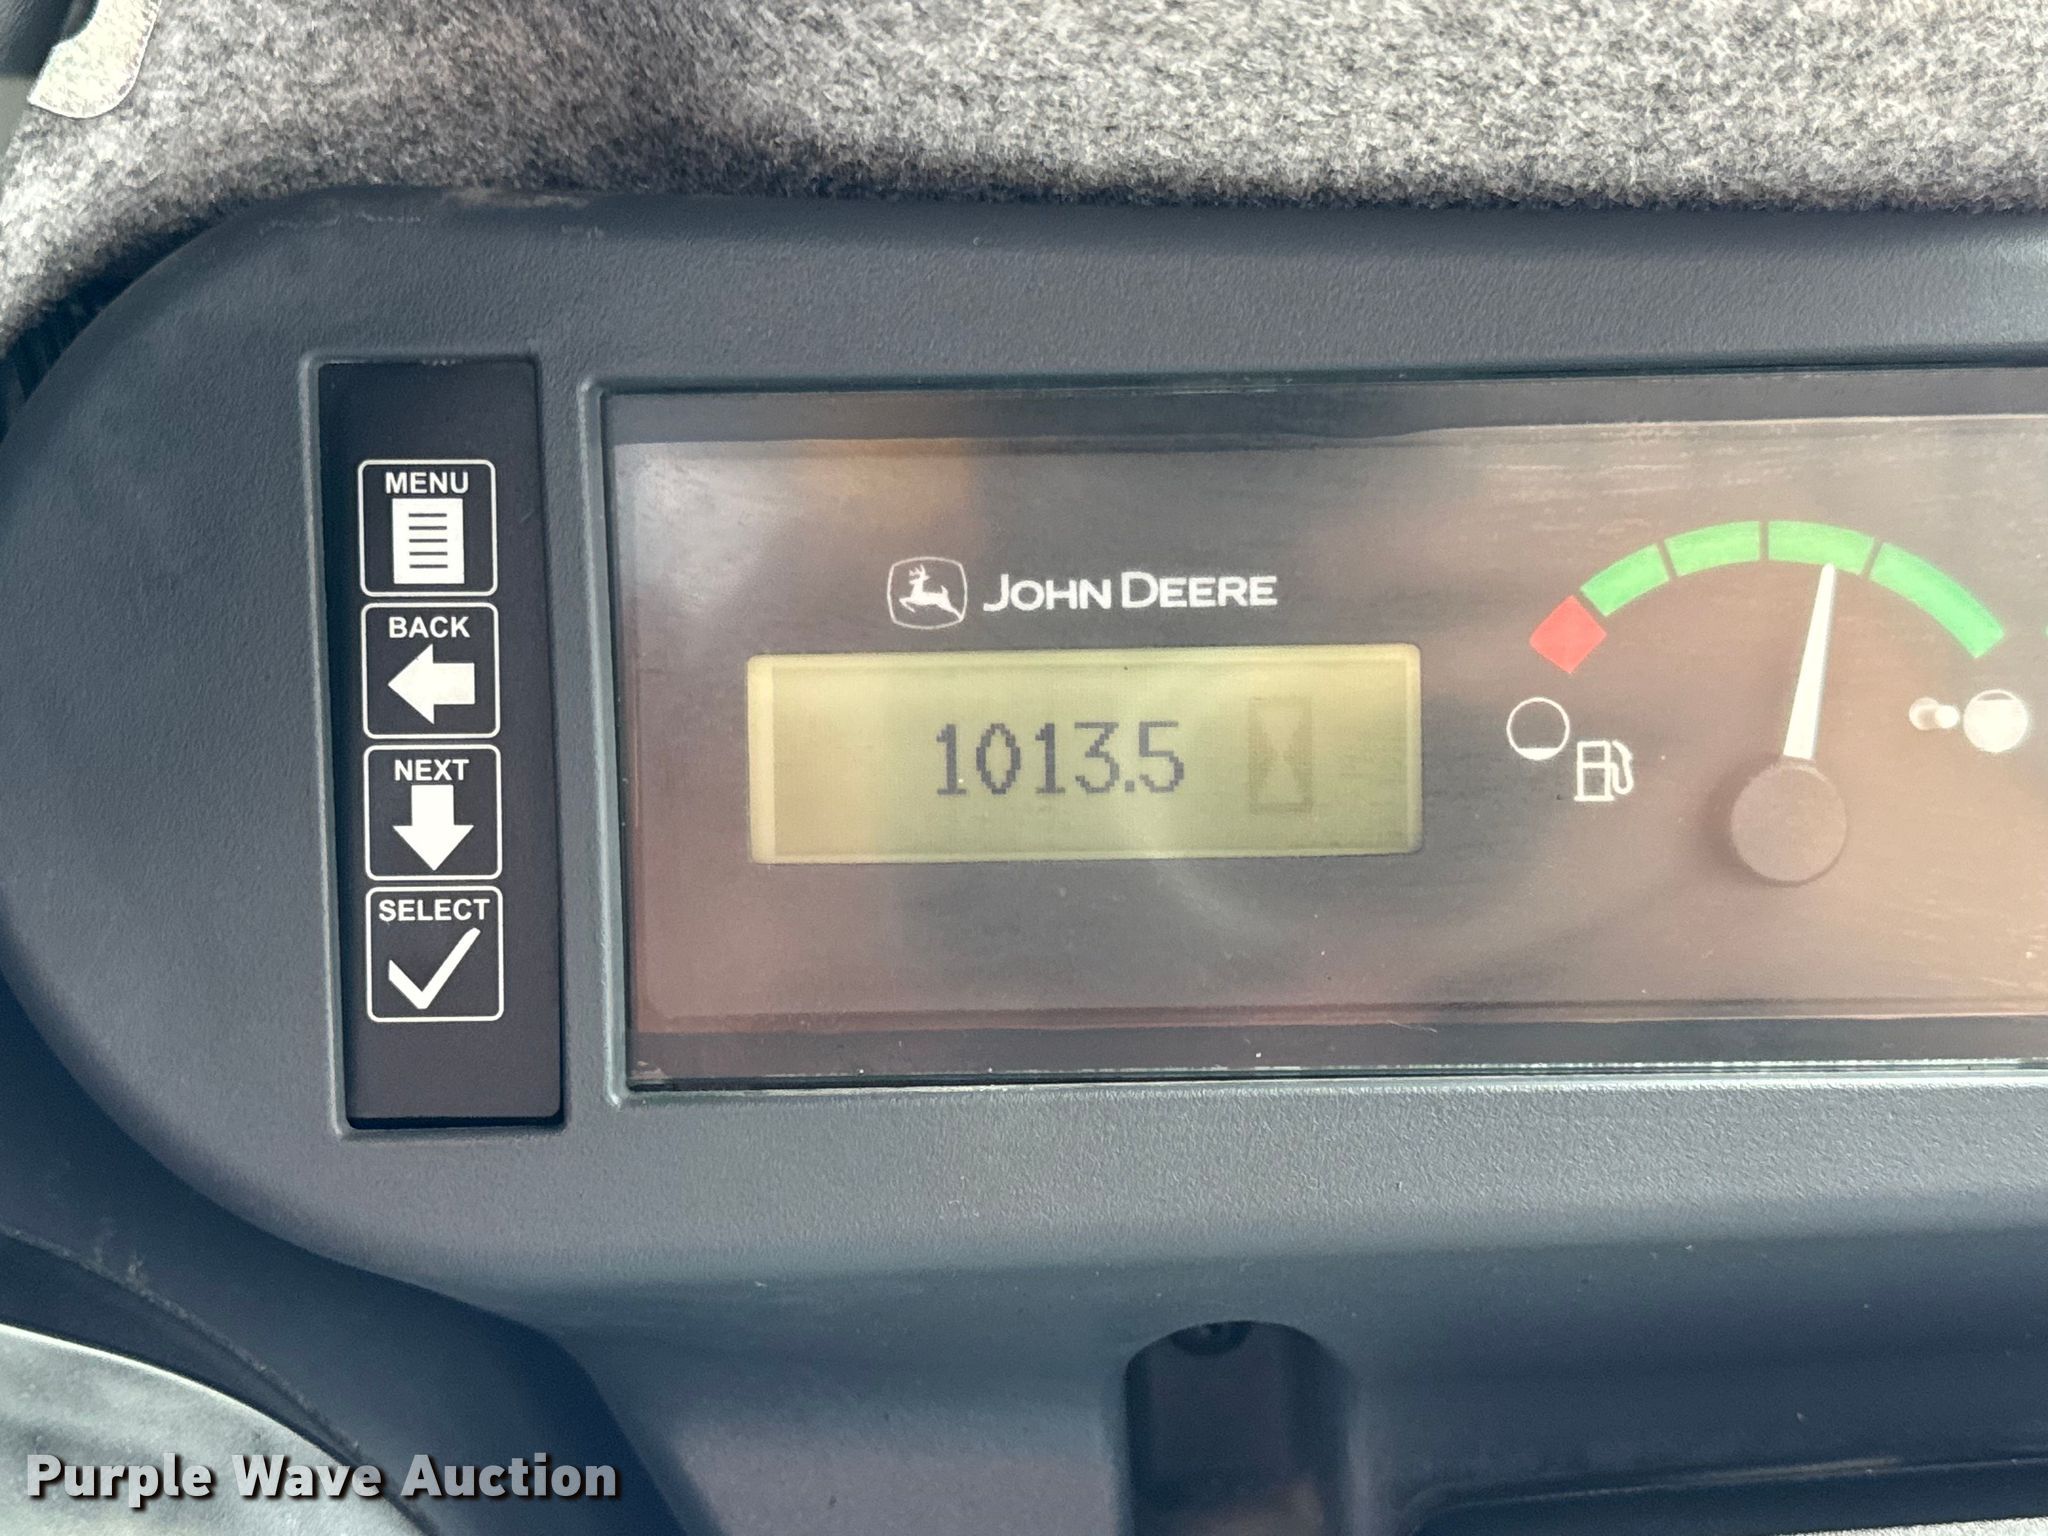 MENU
BACK
NEXT
SELECT
JOHN DEERE
1013.5
Purple Wave Auction